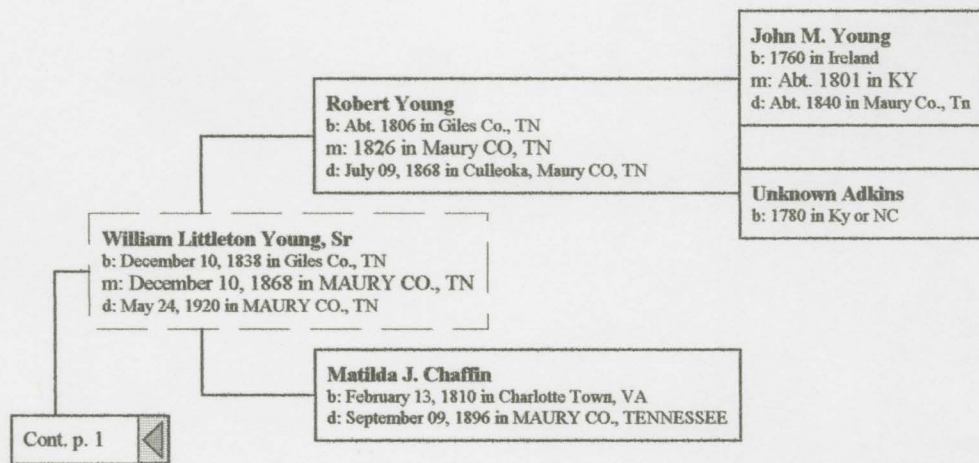 John M. Young
b: 1760 in Ireland
m: Abt. 1801 in KY
d: Abt. 1840 in Maury Co., Tn
Robert Young
b: Abt. 1806 in Giles Co., TN
m: 1826 in Maury CO, TN
d: July 09, 1868 in Culleoka, Maury CO, TN
Unknown Adkins
b: 1780 in Ky or NC
William Littleton Young, Sr
b: December 10, 1838 in Giles Co., TN
m: December 10, 1868 in MAURY CO., TN
d: May 24, 1920 in MAURY CO., TN
Matilda J. Chaffin
b: February 13, 1810 in Charlotte Town, VA
d: September 09, 1896 in MAURY CO., TENNESSEE
Cont. p. 1